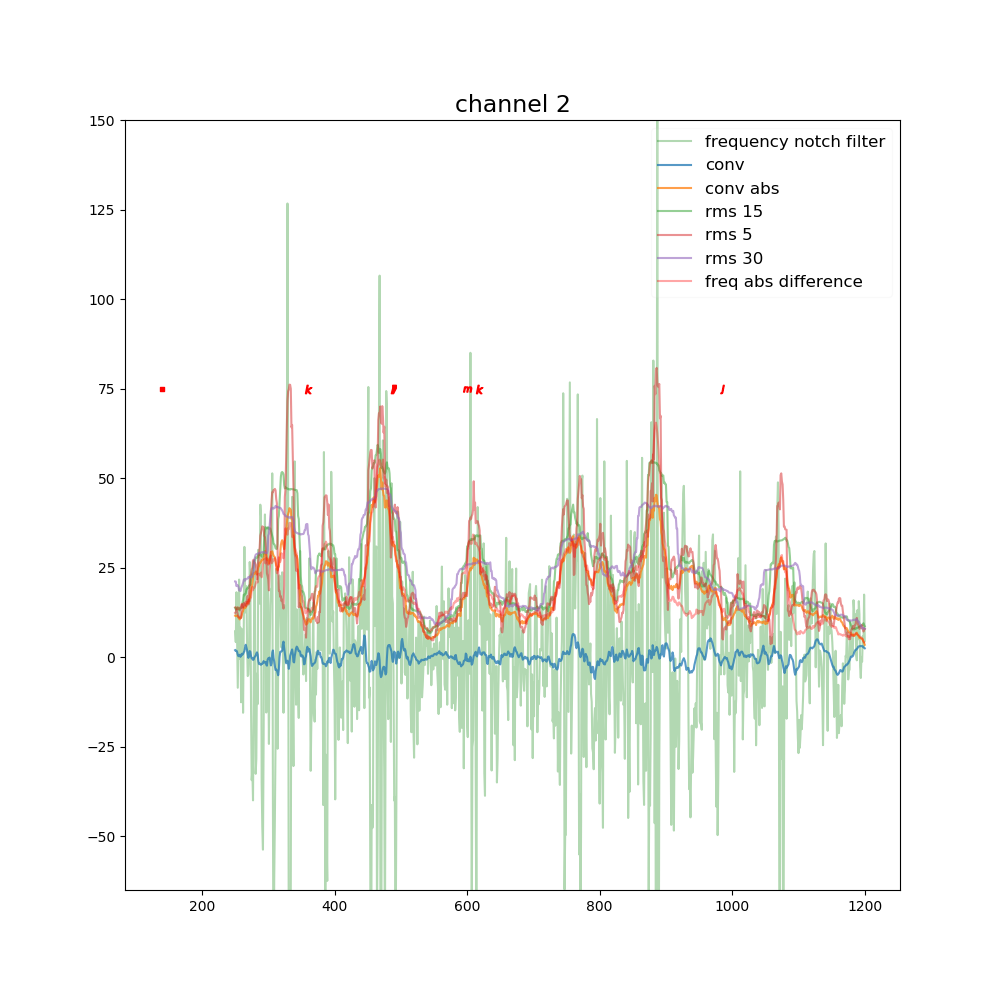 channel 2
150
125
100
75
50
25
0
−25
−50
200 400 600 800 1000 1200
frequency notch filter
conv
conv abs
rms 15
rms 5
rms 30
freq abs difference
k
m k
j